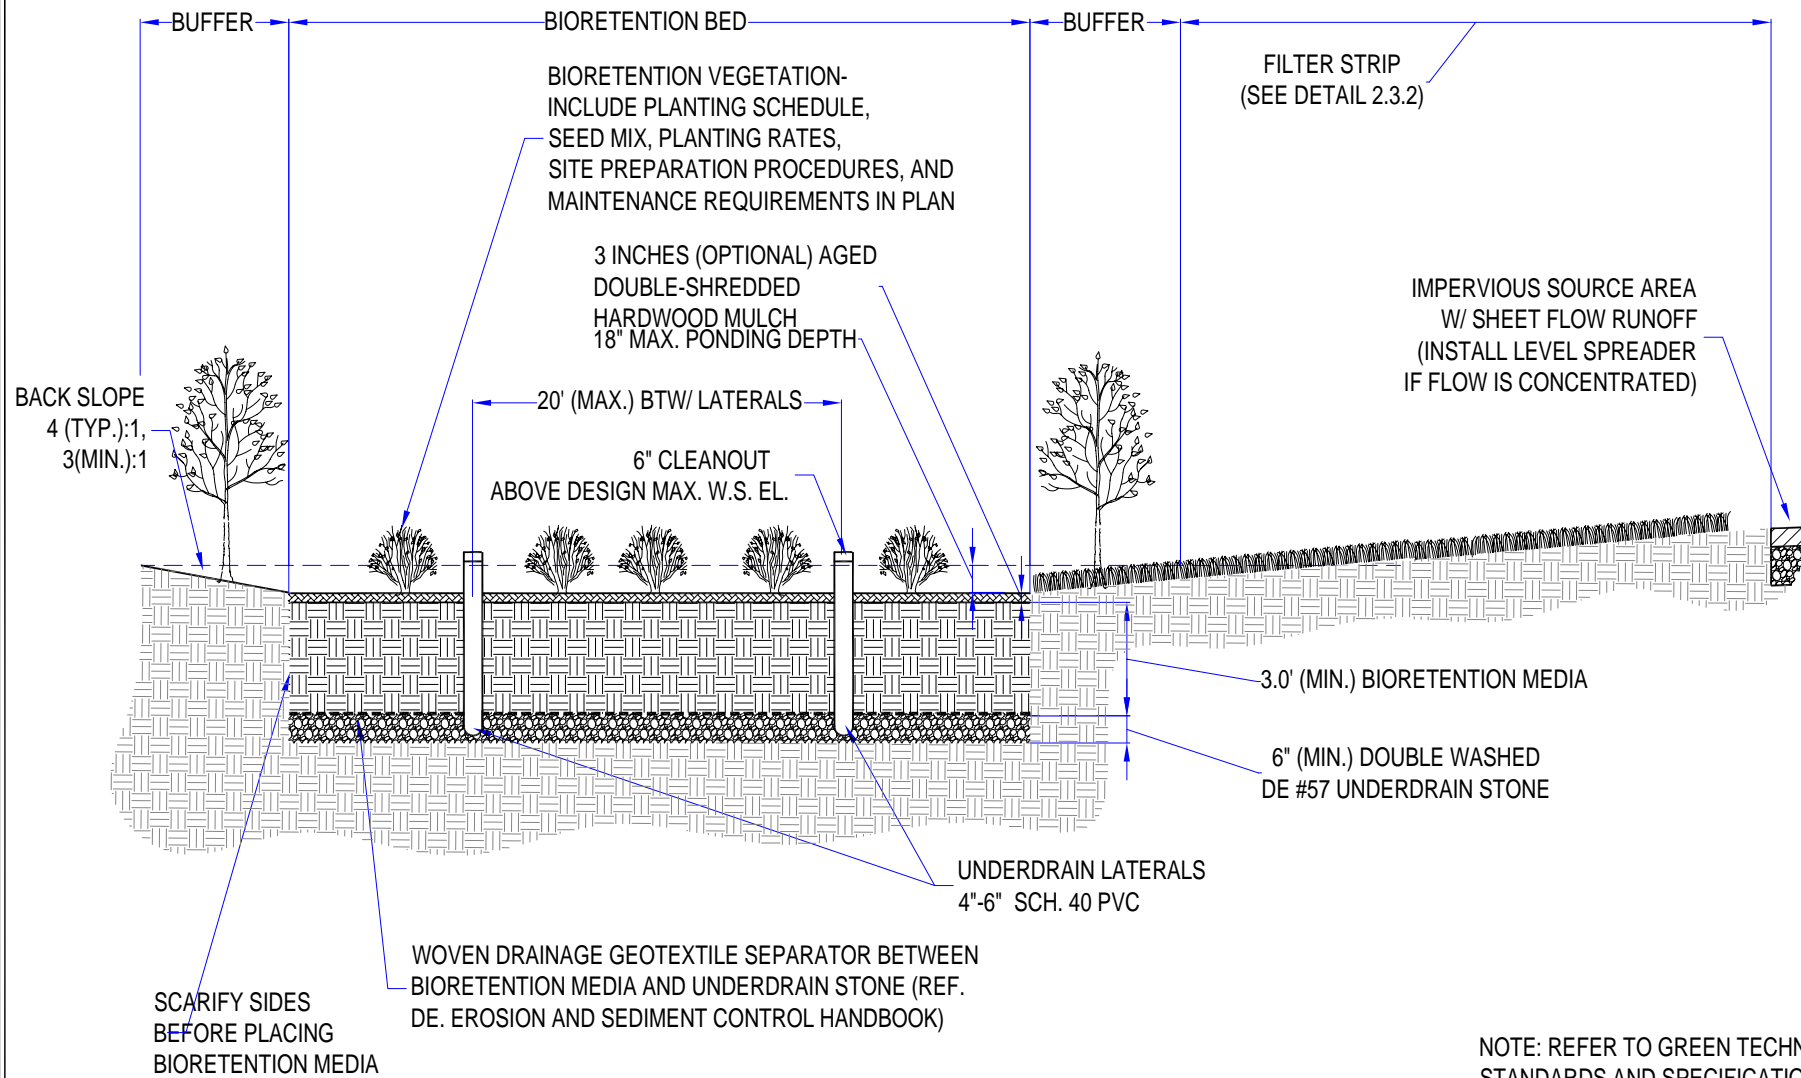 BUFFER
BIORETENTION BED
BUFFER
FILTER STRIP
(SEE DETAIL 2.3.2)
BIORETENTION VEGETATION-
INCLUDE PLANTING SCHEDULE,
SEED MIX, PLANTING RATES,
SITE PREPARATION PROCEDURES, AND
MAINTENANCE REQUIREMENTS IN PLAN
3 INCHES (OPTIONAL) AGED
DOUBLE-SHREDDED
HARDWOOD MULCH
18" MAX. PONDING DEPTH
IMPERVIOUS SOURCE AREA
W/ SHEET FLOW RUNOFF
(INSTALL LEVEL SPREADER
IF FLOW IS CONCENTRATED)
BACK SLOPE
4 (TYP.):1,
3(MIN.):1
20' (MAX.) BTW/ LATERALS
6" CLEANOUT
ABOVE DESIGN MAX. W.S. EL.
3.0' (MIN.) BIORETENTION MEDIA
6" (MIN.) DOUBLE WASHED
DE #57 UNDERDRAIN STONE
UNDERDRAIN LATERALS
4"-6" SCH. 40 PVC
WOVEN DRAINAGE GEOTEXTILE SEPARATOR BETWEEN
BIORETENTION MEDIA AND UNDERDRAIN STONE (REF.
DE. EROSION AND SEDIMENT CONTROL HANDBOOK)
SCARIFY SIDES
BEFORE PLACING
BIORETENTION MEDIA
NOTE: REFER TO GREEN TECHN
STANDARDS AND SPECIFICATIO